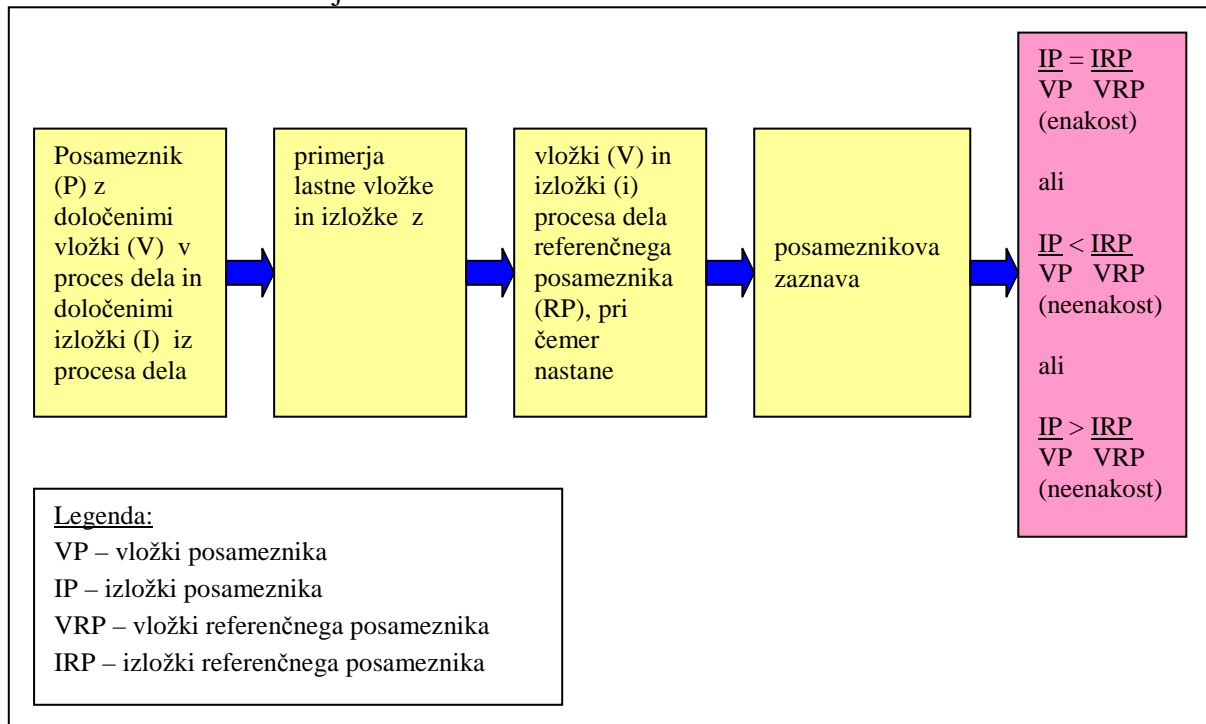 Posameznik
(P) z
določenimi
vložki (V) v
proces dela in
določenimi
izložki (I) iz
procesa dela
primerja
lastne vložke
in izložke z
vložki (V) in
izložki (i)
procesa dela
referenčnega
posameznika
(RP), pri
čemer
nastane
posameznikova
zaznava
IP = IRP
VP VRP
(enakost)
ali
IP < IRP
VP VRP
(neenakost)
ali
IP > IRP
VP VRP
(neenakost)
Legenda:
VP – vložki posameznika
IP – izložki posameznika
VRP – vložki referenčnega posameznika
IRP – izložki referenčnega posameznika